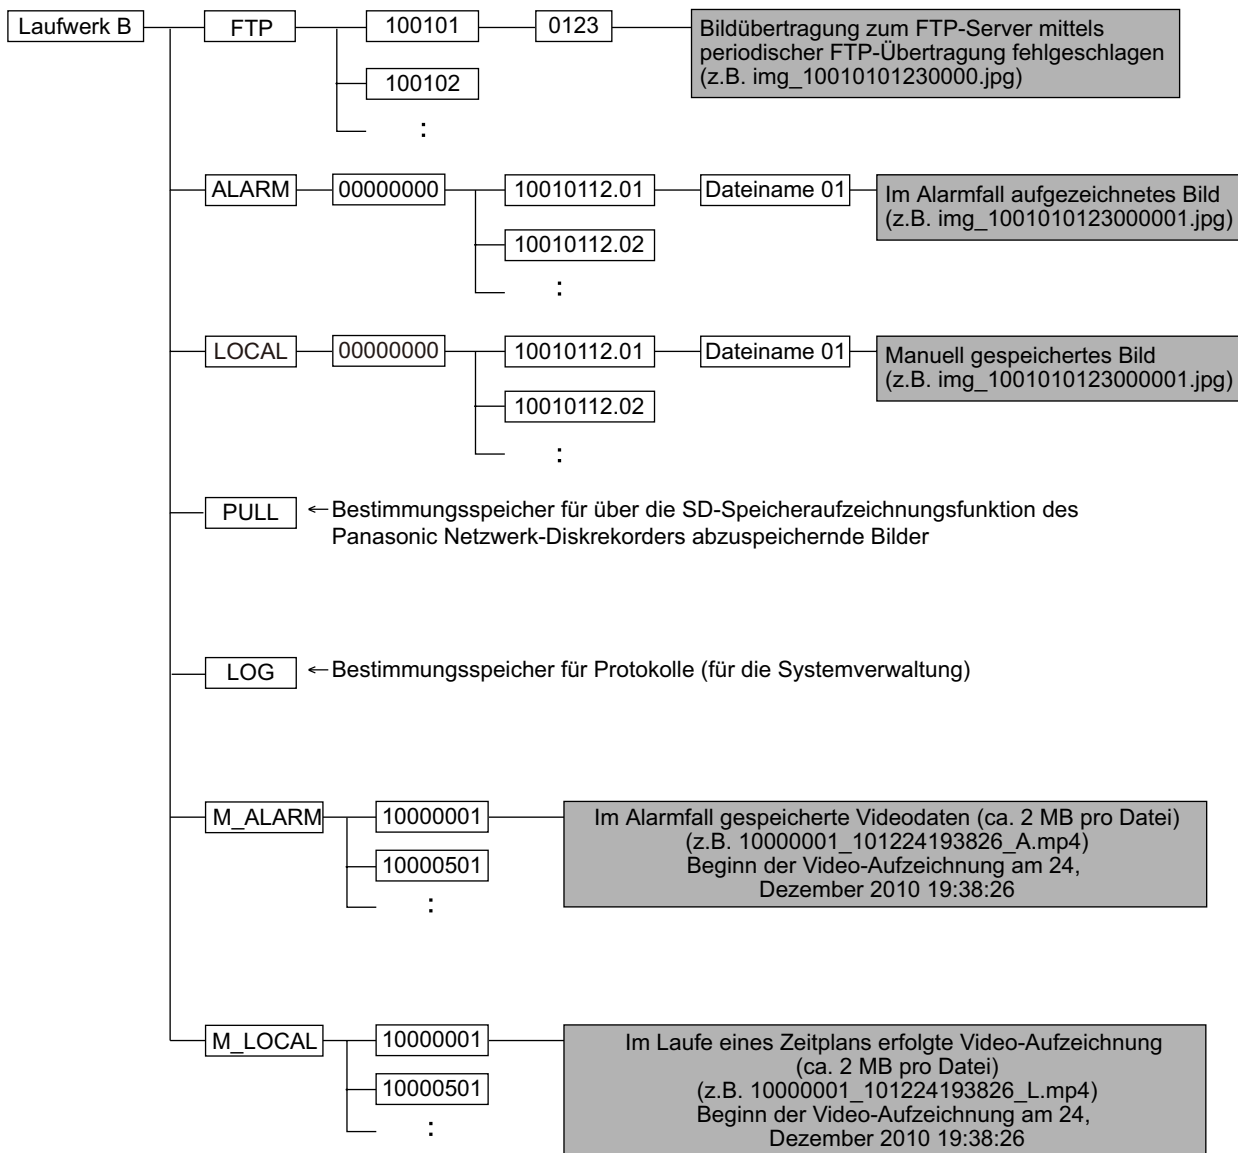 Laufwerk B
FTP
100101
0123
Bildübertragung zum FTP-Server mittels
periodischer FTP-Übertragung fehlgeschlagen
(z.B. img_10010101230000.jpg)
100102
:
ALARM
00000000
10010112.01
Dateiname 01
Im Alarmfall aufgezeichnetes Bild
(z.B. img_1001010123000001.jpg)
10010112.02
:
LOCAL
00000000
10010112.01
Dateiname 01
Manuell gespeichertes Bild
(z.B. img_1001010123000001.jpg)
10010112.02
:
PULL
←Bestimmungsspeicher für über die SD-Speicheraufzeichnungsfunktion des
Panasonic Netzwerk-Diskrekorders abzuspeichernde Bilder
LOG
←Bestimmungsspeicher für Protokolle (für die Systemverwaltung)
M_ALARM
10000001
Im Alarmfall gespeicherte Videodaten (ca. 2 MB pro Datei)
(z.B. 10000001_101224193826_A.mp4)
Beginn der Video-Aufzeichnung am 24,
Dezember 2010 19:38:26
10000501
:
M_LOCAL
10000001
Im Laufe eines Zeitplans erfolgte Video-Aufzeichnung
(ca. 2 MB pro Datei)
(z.B. 10000001_101224193826_L.mp4)
Beginn der Video-Aufzeichnung am 24,
Dezember 2010 19:38:26
10000501
: